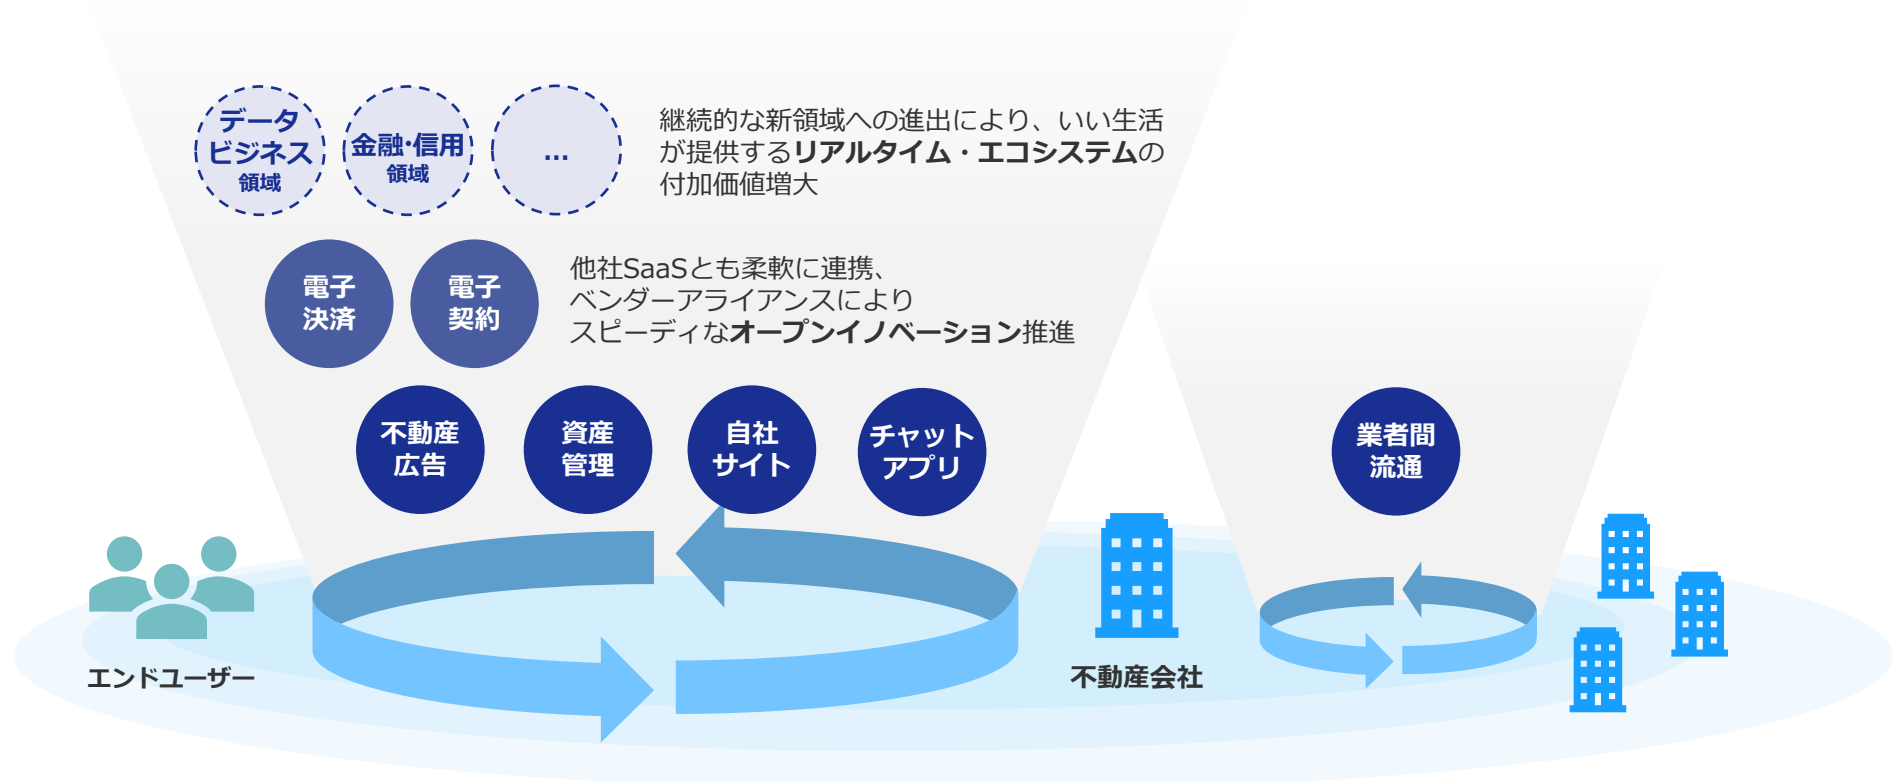 データ
ビジネス
領域
金融･信用
領域
…
継続的な新領域への進出により、いい生活
が提供するリアルタイム・エコシステムの
付加価値増大
電子
決済
電子
契約
他社SaaSとも柔軟に連携、
ベンダーアライアンスにより
スピーディなオープンイノベーション推進
不動産
広告
資産
管理
自社
サイト
チャット
アプリ
業者間
流通
エンドユーザー
不動産会社